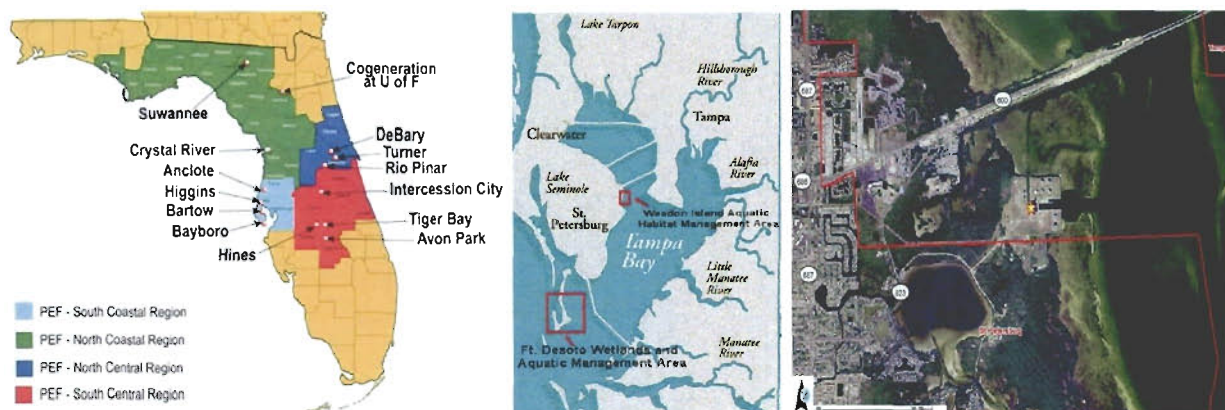 Cogeneration
at U of F
Suwannee
DeBary
Turner
Rio Pinar
Crystal River
Anclote
Higgins
Bartow
Bayboro
Intercession City
Tiger Bay
Avon Park
Hines
PEF - South Coastal Region
PEF - North Coastal Region
PEF - North Central Region
PEF - South Central Region
Lake Tarpon
Hillsborough
River
Tampa
Clearwater
Alafia
River
Lake
Seminole
St.
Petersburg
Weedon Island Aquatic
Habitat Management Area
Tampa
Bay
Little
Manatee
River
Ft. Desoto Wetlands and
Aquatic Management Area
Manatee
River
687
600
686
687